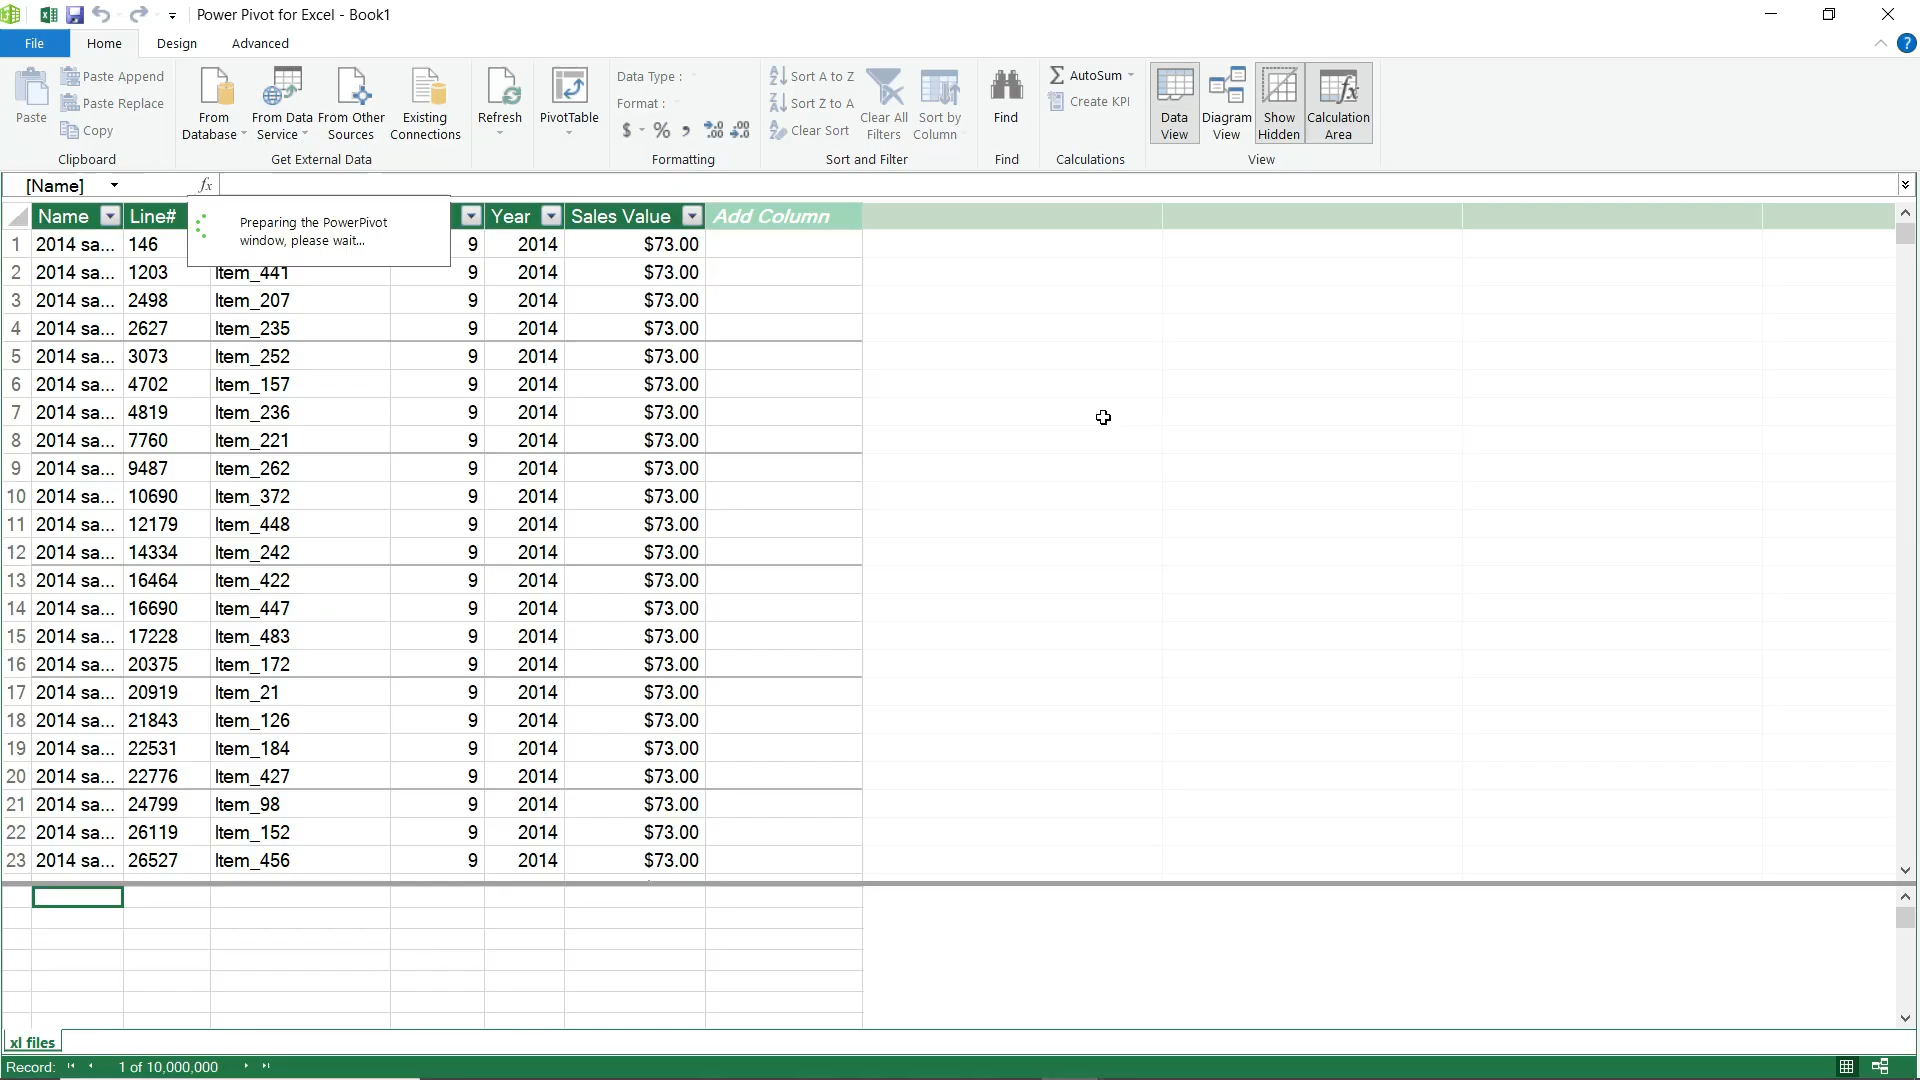 Power Pivot for Excel - Book1
File Home Design Advanced
Paste
Paste Append
Paste Replace
Copy
Clipboard
From Database
From Data Service
From Other Sources
Existing Connections
Get External Data
Refresh
PivotTable
Data Type :
Format :
$ % ,
Formatting
Sort A to Z
Sort Z to A
Clear Sort
Clear All Filters
Sort by Column
Sort and Filter
Find
Find
AutoSum
Create KPI
Calculations
Data View
Diagram View
Show Hidden
Calculation Area
View
[Name] fx
Preparing the PowerPivot
window, please wait...
Name Line# Year Sales Value Add Column
1 2014 sa... 146 9 2014 $73.00
2 2014 sa... 1203 Item_441 9 2014 $73.00
3 2014 sa... 2498 Item_207 9 2014 $73.00
4 2014 sa... 2627 Item_235 9 2014 $73.00
5 2014 sa... 3073 Item_252 9 2014 $73.00
6 2014 sa... 4702 Item_157 9 2014 $73.00
7 2014 sa... 4819 Item_236 9 2014 $73.00
8 2014 sa... 7760 Item_221 9 2014 $73.00
9 2014 sa... 9487 Item_262 9 2014 $73.00
10 2014 sa... 10690 Item_372 9 2014 $73.00
11 2014 sa... 12179 Item_448 9 2014 $73.00
12 2014 sa... 14334 Item_242 9 2014 $73.00
13 2014 sa... 16464 Item_422 9 2014 $73.00
14 2014 sa... 16690 Item_447 9 2014 $73.00
15 2014 sa... 17228 Item_483 9 2014 $73.00
16 2014 sa... 20375 Item_172 9 2014 $73.00
17 2014 sa... 20919 Item_21 9 2014 $73.00
18 2014 sa... 21843 Item_126 9 2014 $73.00
19 2014 sa... 22531 Item_184 9 2014 $73.00
20 2014 sa... 22776 Item_427 9 2014 $73.00
21 2014 sa... 24799 Item_98 9 2014 $73.00
22 2014 sa... 26119 Item_152 9 2014 $73.00
23 2014 sa... 26527 Item_456 9 2014 $73.00
xl files
Record: 1 of 10,000,000